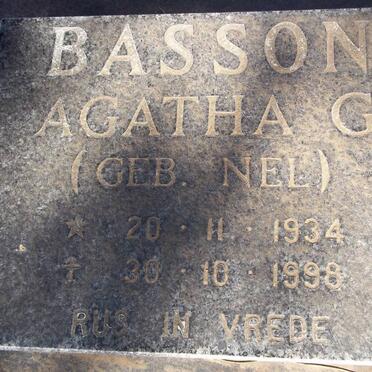 BASSON
AGATHA G
(GEB. NEL)
* 20 · 11 · 1934
† 30 · 10 · 1998
RUS IN VREDE